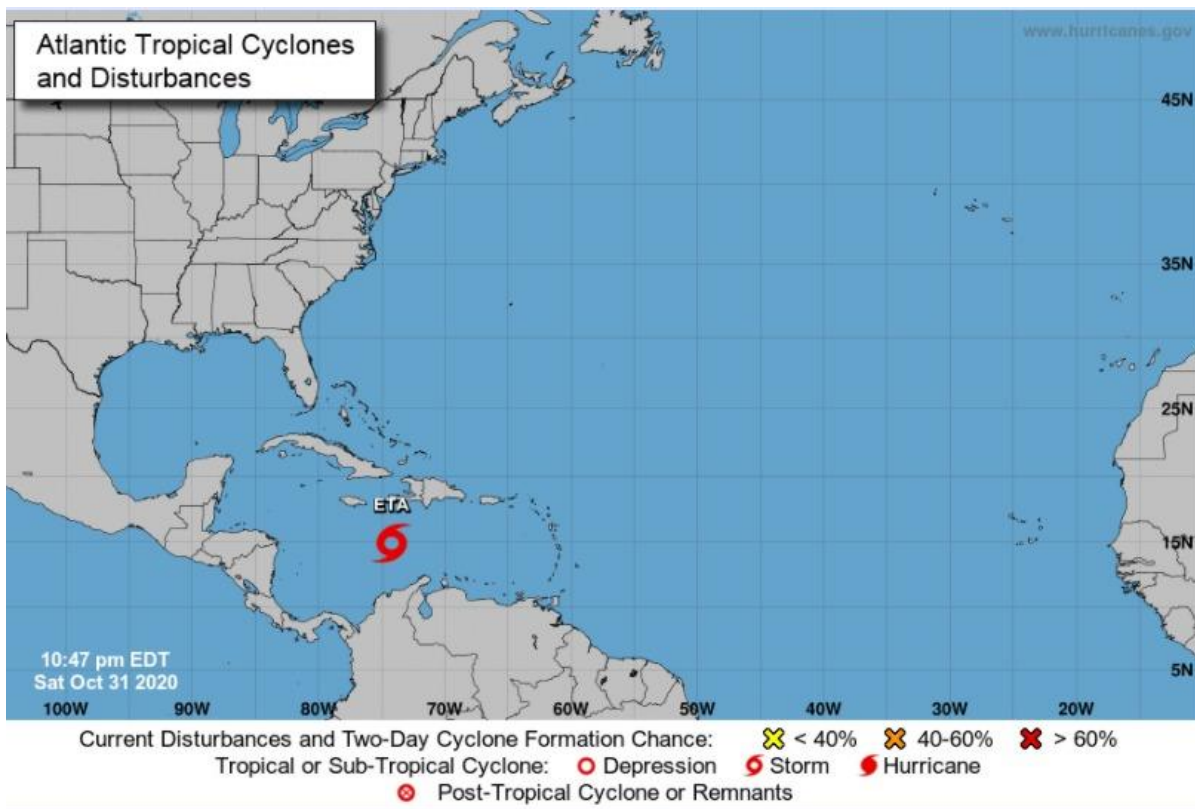 Atlantic Tropical Cyclones
and Disturbances
www.hurricanes.gov
45N
35N
25N
ETA
15N
10:47 pm EDT
Sat Oct 31 2020
5N
100W 90W 80W 70W 60W 50W 40W 30W 20W
Current Disturbances and Two-Day Cyclone Formation Chance: < 40% 40-60% > 60%
Tropical or Sub-Tropical Cyclone: Depression Storm Hurricane
Post-Tropical Cyclone or Remnants